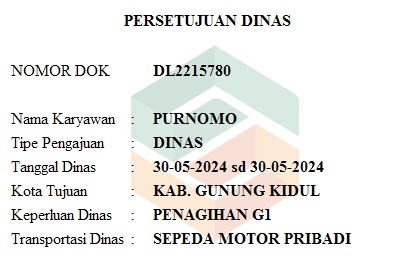 PERSETUJUAN DINAS
NOMOR DOK DL2215780
Nama Karyawan : PURNOMO
Tipe Pengajuan : DINAS
Tanggal Dinas : 30-05-2024 sd 30-05-2024
Kota Tujuan : KAB. GUNUNG KIDUL
Keperluan Dinas : PENAGIHAN G1
Transportasi Dinas : SEPEDA MOTOR PRIBADI